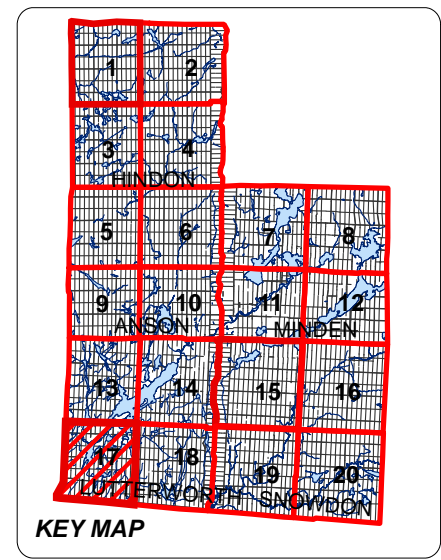 1 2
3 4
HINDON
5 6 7 8
9 10 11 12
ANSON MINDEN
13 14 15 16
17 18 19 20
LUTTERWORTH SNOWDON
KEY MAP